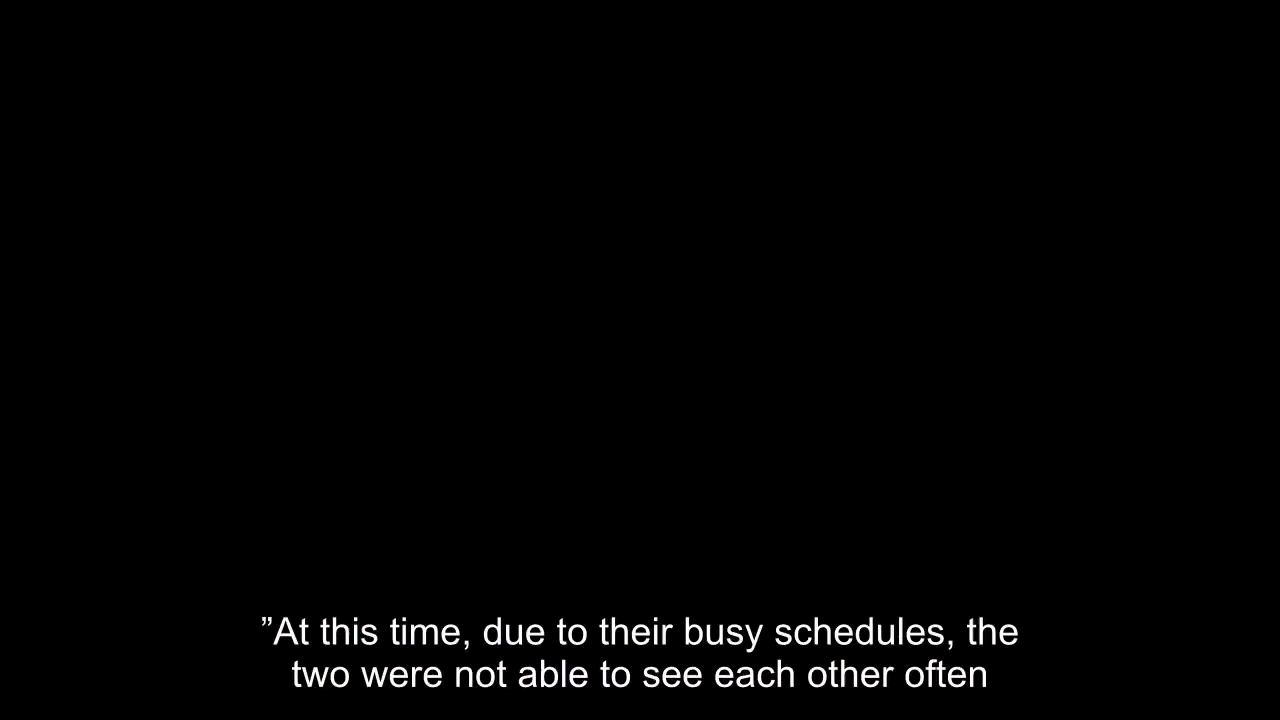 ”At this time, due to their busy schedules, the
two were not able to see each other often